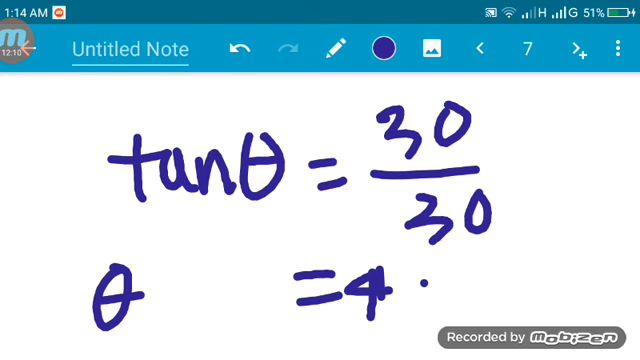 1:14 AM H G 51%
M
12:10
Untitled Note
7
tanθ = 30/30
θ = 4
Recorded by mobizen